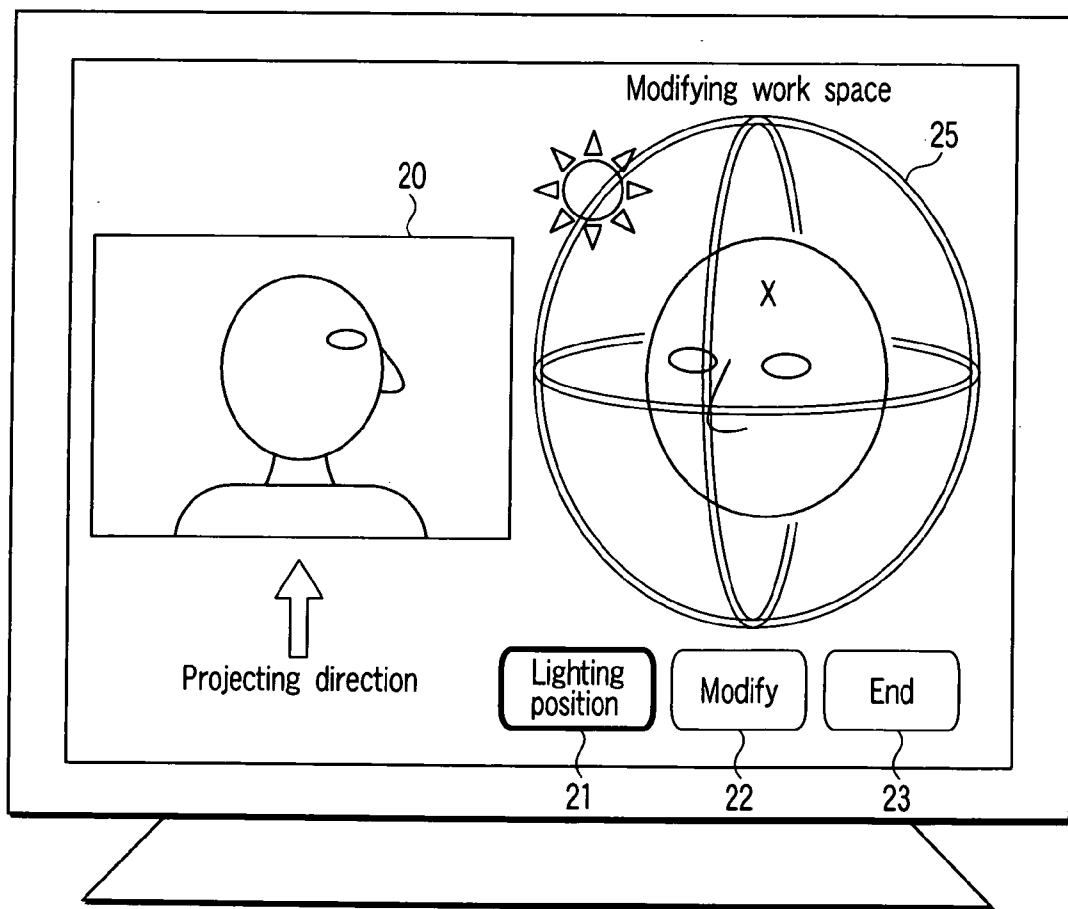 Modifying work space
25
20
X
Projecting direction
Lighting
position
Modify
End
21
22
23